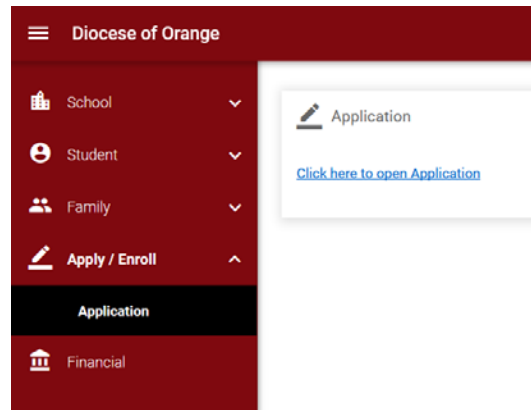 Diocese of Orange
School
Student
Family
Apply / Enroll
Application
Financial
Application
Click here to open Application